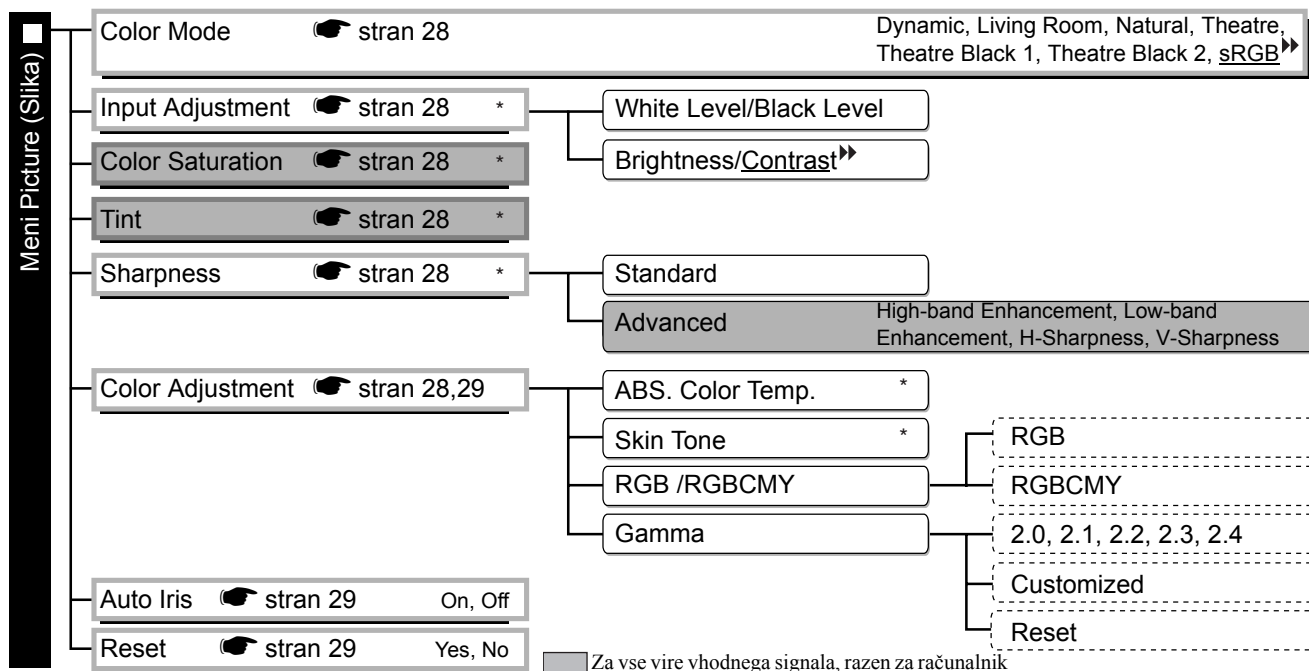 Meni Picture (Slika)
Color Mode stran 28 Dynamic, Living Room, Natural, Theatre,
Theatre Black 1, Theatre Black 2, sRGB
Input Adjustment stran 28 *
White Level/Black Level
Brightness/Contrast
Color Saturation stran 28 *
Tint stran 28 *
Sharpness stran 28 *
Standard
Advanced High-band Enhancement, Low-band
Enhancement, H-Sharpness, V-Sharpness
Color Adjustment stran 28,29
ABS. Color Temp. *
Skin Tone *
RGB /RGBCMY
RGB
RGBCMY
Gamma
2.0, 2.1, 2.2, 2.3, 2.4
Customized
Reset
Auto Iris stran 29 On, Off
Reset stran 29 Yes, No
Za vse vire vhodnega signala, razen za računalnik